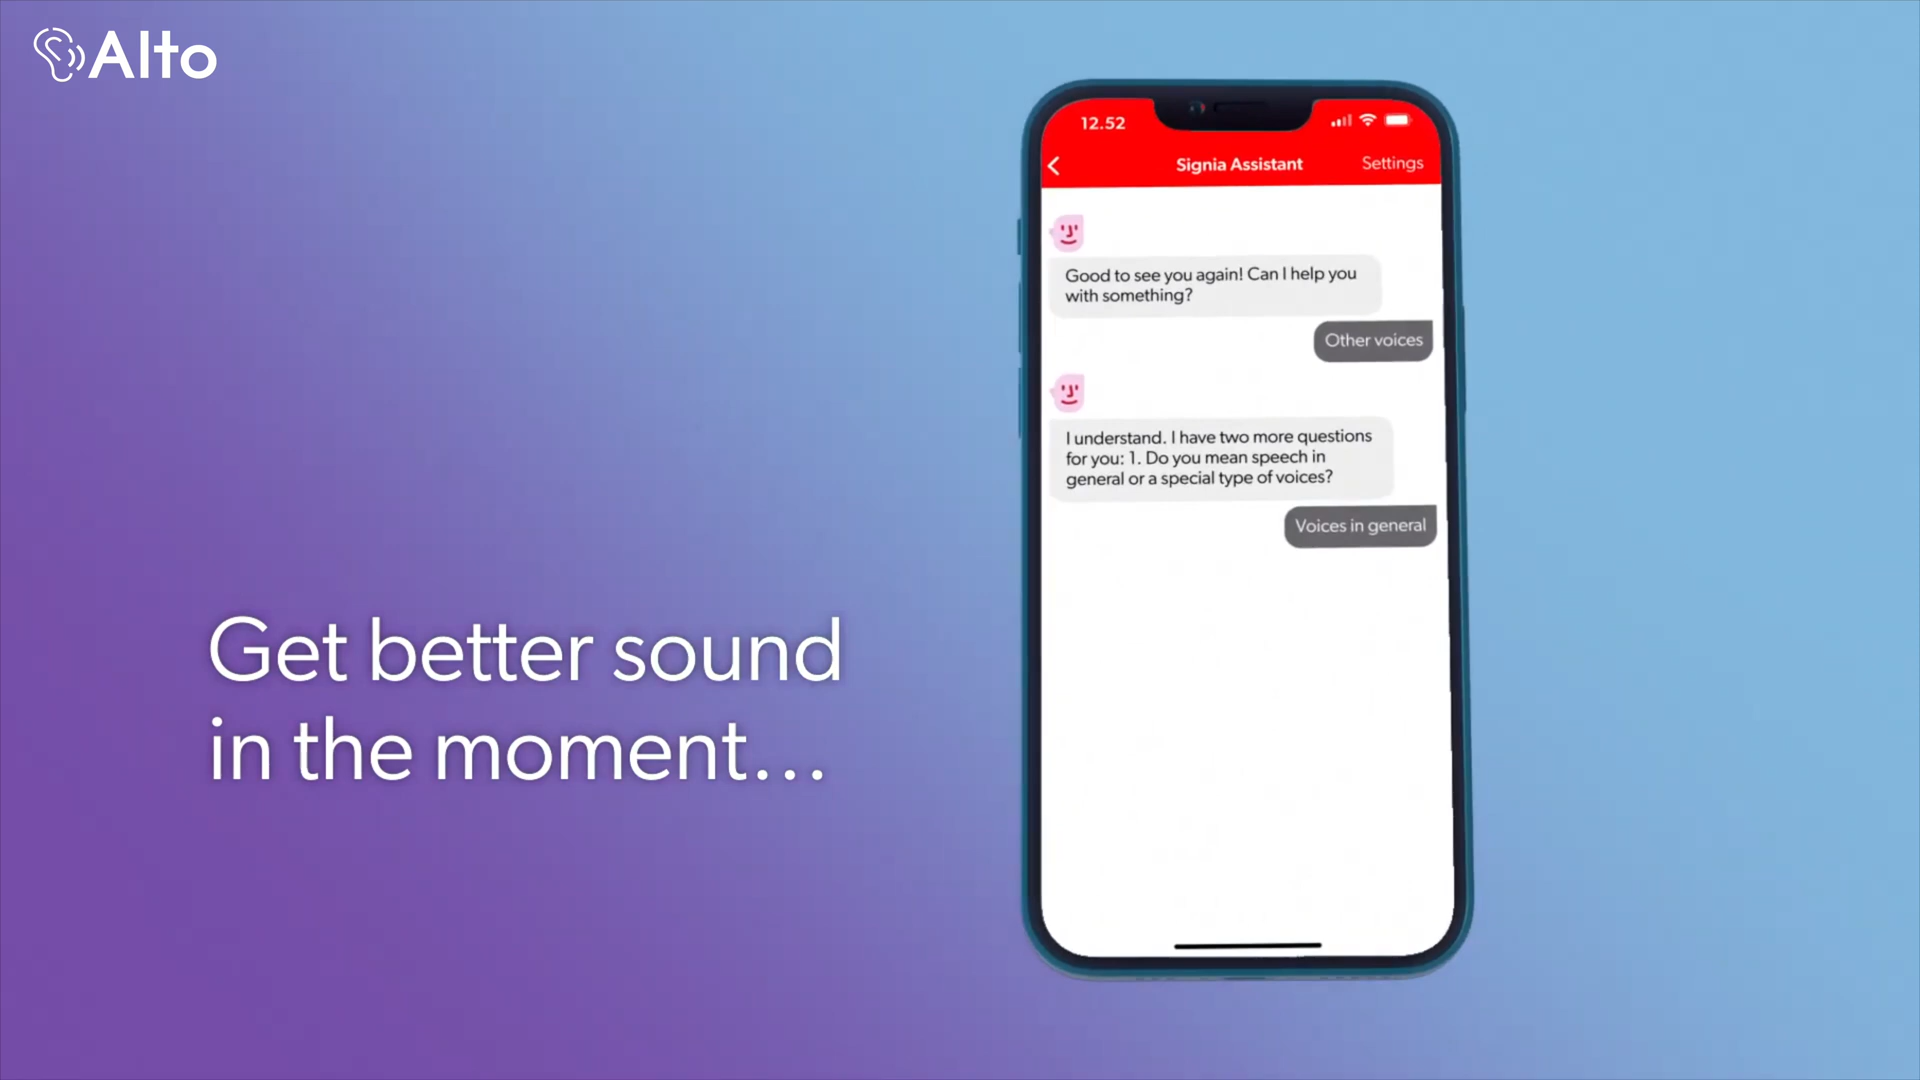 Alto
12.52
Signia Assistant
Settings
Good to see you again! Can I help you
with something?
Other voices
I understand. I have two more questions
for you: 1. Do you mean speech in
general or a special type of voices?
Voices in general
Get better sound
in the moment...